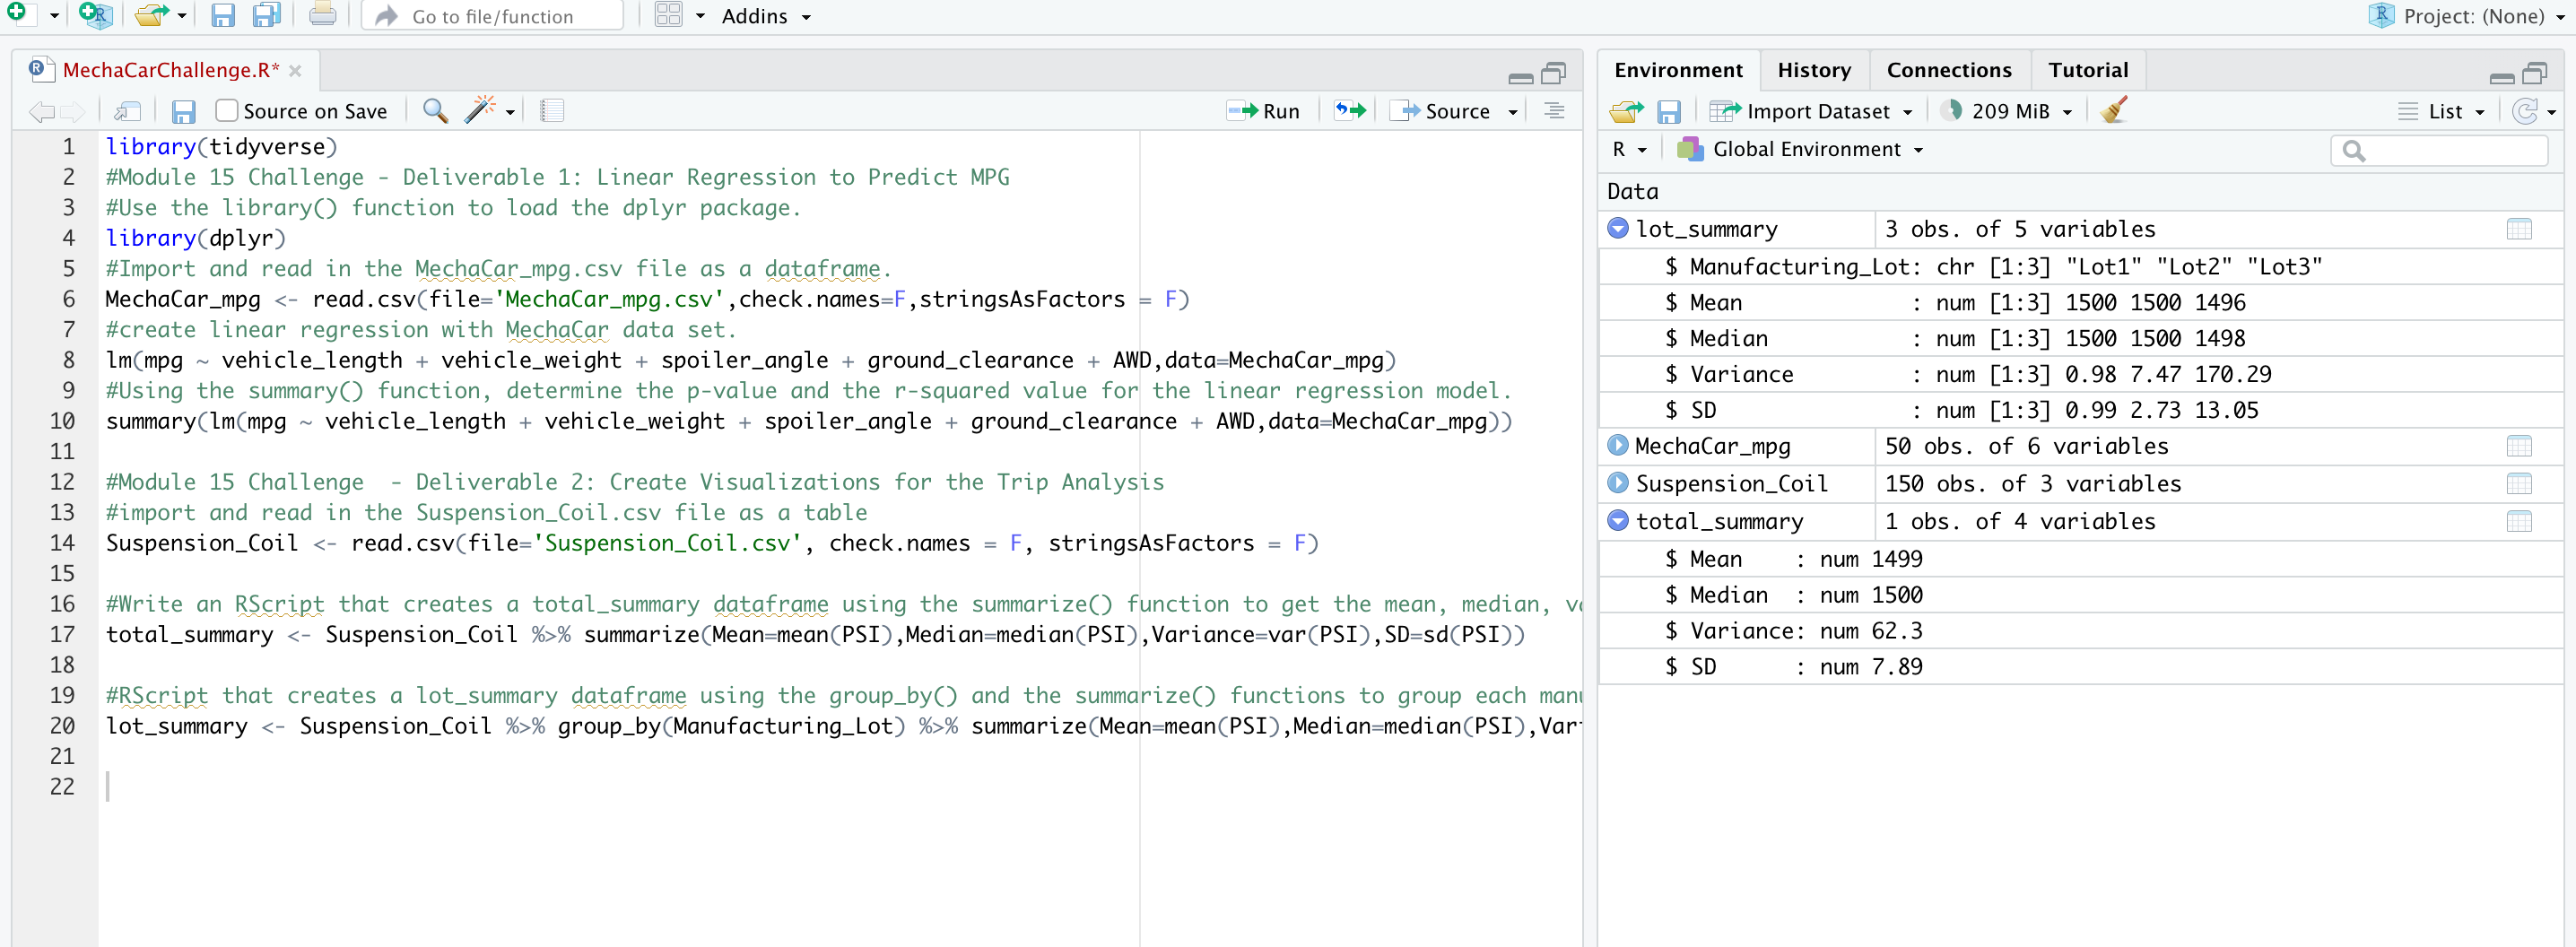 Go to file/function
Addins
Project: (None)
MechaCarChallenge.R*
Source on Save
Run
Source
1 library(tidyverse)
2 #Module 15 Challenge - Deliverable 1: Linear Regression to Predict MPG
3 #Use the library() function to load the dplyr package.
4 library(dplyr)
5 #Import and read in the MechaCar_mpg.csv file as a dataframe.
6 MechaCar_mpg <- read.csv(file='MechaCar_mpg.csv',check.names=F,stringsAsFactors = F)
7 #create linear regression with MechaCar data set.
8 lm(mpg ~ vehicle_length + vehicle_weight + spoiler_angle + ground_clearance + AWD,data=MechaCar_mpg)
9 #Using the summary() function, determine the p-value and the r-squared value for the linear regression model.
10 summary(lm(mpg ~ vehicle_length + vehicle_weight + spoiler_angle + ground_clearance + AWD,data=MechaCar_mpg))
11
12 #Module 15 Challenge  - Deliverable 2: Create Visualizations for the Trip Analysis
13 #import and read in the Suspension_Coil.csv file as a table
14 Suspension_Coil <- read.csv(file='Suspension_Coil.csv', check.names = F, stringsAsFactors = F)
15
16 #Write an RScript that creates a total_summary dataframe using the summarize() function to get the mean, median, v
17 total_summary <- Suspension_Coil %>% summarize(Mean=mean(PSI),Median=median(PSI),Variance=var(PSI),SD=sd(PSI))
18
19 #RScript that creates a lot_summary dataframe using the group_by() and the summarize() functions to group each man
20 lot_summary <- Suspension_Coil %>% group_by(Manufacturing_Lot) %>% summarize(Mean=mean(PSI),Median=median(PSI),Var
21
22
Environment
History
Connections
Tutorial
Import Dataset
209 MiB
List
R
Global Environment
Data
lot_summary 3 obs. of 5 variables
$ Manufacturing_Lot: chr [1:3] "Lot1" "Lot2" "Lot3"
$ Mean : num [1:3] 1500 1500 1496
$ Median : num [1:3] 1500 1500 1498
$ Variance : num [1:3] 0.98 7.47 170.29
$ SD : num [1:3] 0.99 2.73 13.05
MechaCar_mpg 50 obs. of 6 variables
Suspension_Coil 150 obs. of 3 variables
total_summary 1 obs. of 4 variables
$ Mean : num 1499
$ Median : num 1500
$ Variance: num 62.3
$ SD : num 7.89